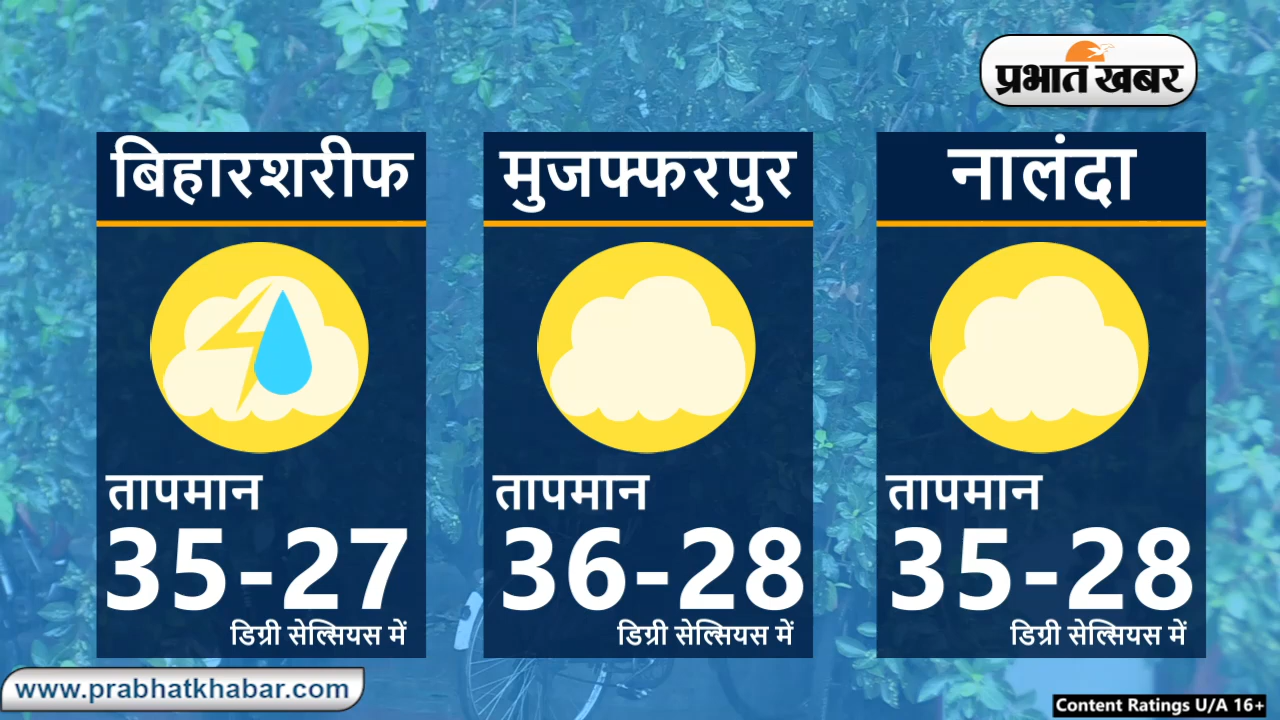 प्रभात खबर
बिहारशरीफ
तापमान
35-27
डिग्री सेल्सियस में
मुजफ्फरपुर
तापमान
36-28
डिग्री सेल्सियस में
नालंदा
तापमान
35-28
डिग्री सेल्सियस में
www.prabhatkhabar.com
Content Ratings U/A 16+